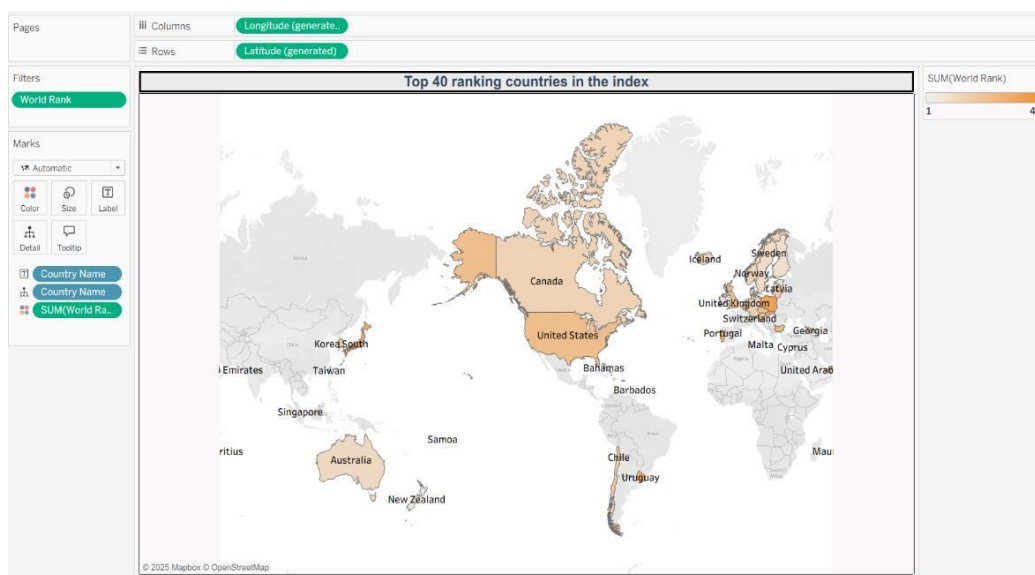 Pages
Columns
Longitude (generate..
Rows
Latitude (generated)
Filters
World Rank
Marks
Automatic
Color
Size
Label
Detail
Tooltip
Country Name
Country Name
SUM(World Ra..
Top 40 ranking countries in the index
SUM(World Rank)
1
4
Iceland
Sweden
Norway
Latvia
Canada
United Kingdom
Switzerland
United States
Portugal
Georgia
Korea South
Malta
Cyprus
Taiwan
Emirates
Bahamas
United Arab
Barbados
Singapore
Samoa
ritius
Mau
Australia
Chile
Uruguay
New Zealand
© 2025 Mapbox © OpenStreetMap